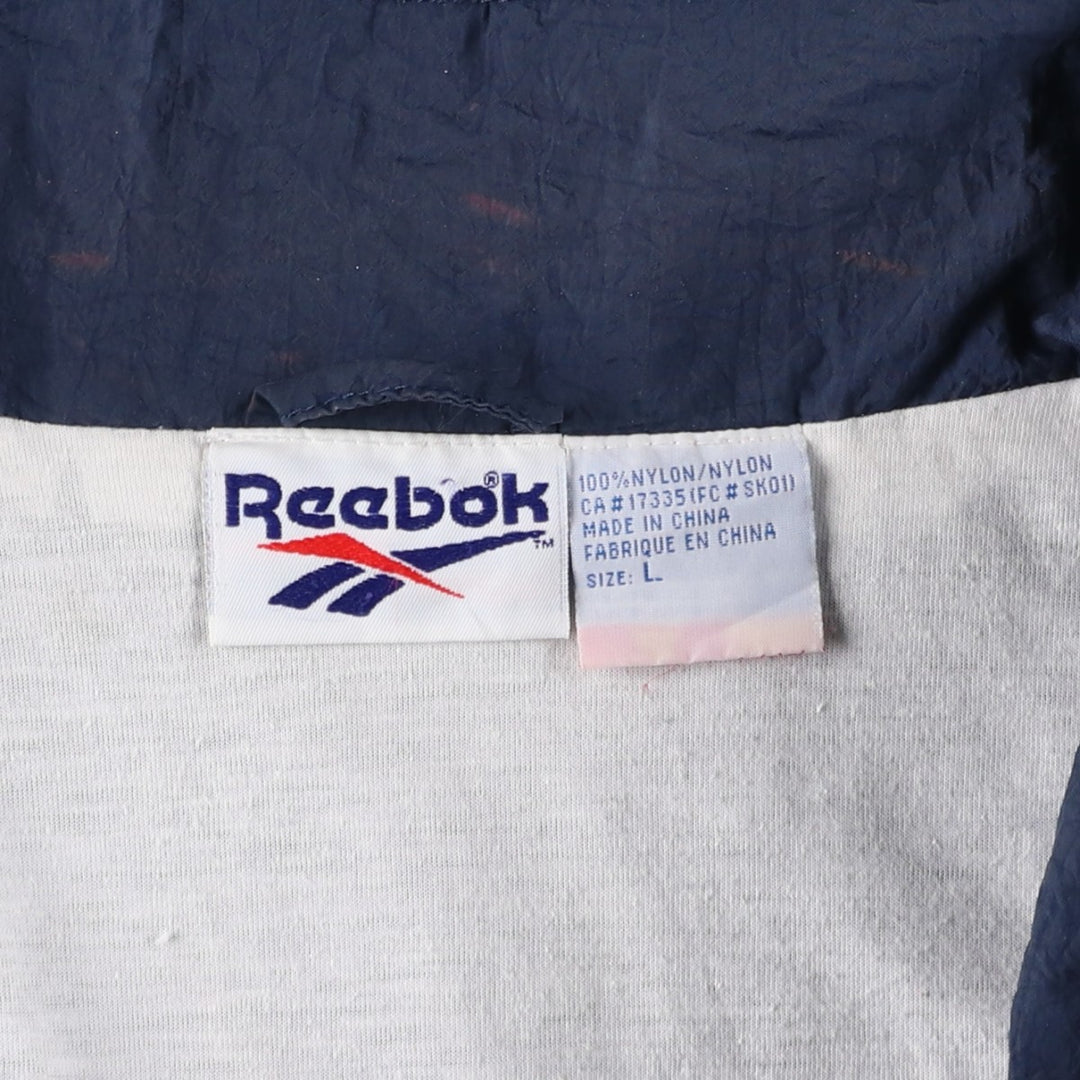 Reebok®
TM
100%NYLON/NYLON
CA#17335(FC#SK01)
MADE IN CHINA
FABRIQUE EN CHINA
SIZE: L